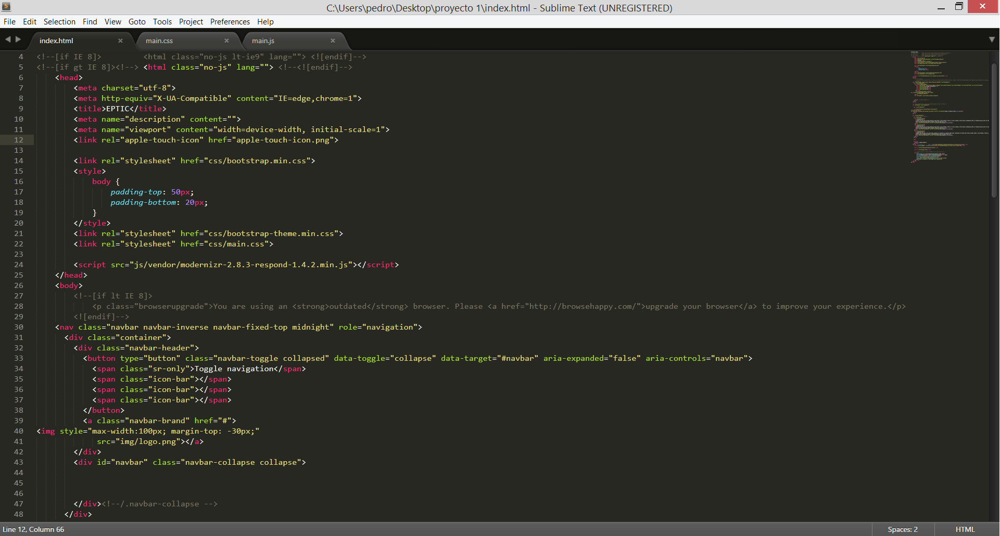 C:\Users\pedro\Desktop\proyecto 1\index.html - Sublime Text (UNREGISTERED)
File Edit Selection Find View Goto Tools Project Preferences Help
index.html main.css main.js
4 <!--[if IE 8]>         <html class="no-js lt-ie9" lang=""> <![endif]-->
5 <!--[if gt IE 8]><!--> <html class="no-js" lang=""> <!--<![endif]-->
6     <head>
7         <meta charset="utf-8">
8         <meta http-equiv="X-UA-Compatible" content="IE=edge,chrome=1">
9         <title>EPTIC</title>
10         <meta name="description" content="">
11         <meta name="viewport" content="width=device-width, initial-scale=1">
12         <link rel="apple-touch-icon" href="apple-touch-icon.png">
13
14         <link rel="stylesheet" href="css/bootstrap.min.css">
15         <style>
16             body {
17                 padding-top: 50px;
18                 padding-bottom: 20px;
19             }
20         </style>
21         <link rel="stylesheet" href="css/bootstrap-theme.min.css">
22         <link rel="stylesheet" href="css/main.css">
23
24         <script src="js/vendor/modernizr-2.8.3-respond-1.4.2.min.js"></script>
25     </head>
26     <body>
27         <!--[if lt IE 8]>
28             <p class="browserupgrade">You are using an <strong>outdated</strong> browser. Please <a href="http://browsehappy.com/">upgrade your browser</a> to improve your experience.</p>
29         <![endif]-->
30     <nav class="navbar navbar-inverse navbar-fixed-top midnight" role="navigation">
31       <div class="container">
32         <div class="navbar-header">
33           <button type="button" class="navbar-toggle collapsed" data-toggle="collapse" data-target="#navbar" aria-expanded="false" aria-controls="navbar">
34             <span class="sr-only">Toggle navigation</span>
35             <span class="icon-bar"></span>
36             <span class="icon-bar"></span>
37             <span class="icon-bar"></span>
38           </button>
39           <a class="navbar-brand" href="#">
40 <img style="max-width:100px; margin-top: -30px;"
41              src="img/logo.png"></a>
42         </div>
43         <div id="navbar" class="navbar-collapse collapse">
44
45
46
47         </div><!--/.navbar-collapse -->
48       </div>
Line 12, Column 66 Spaces: 2 HTML